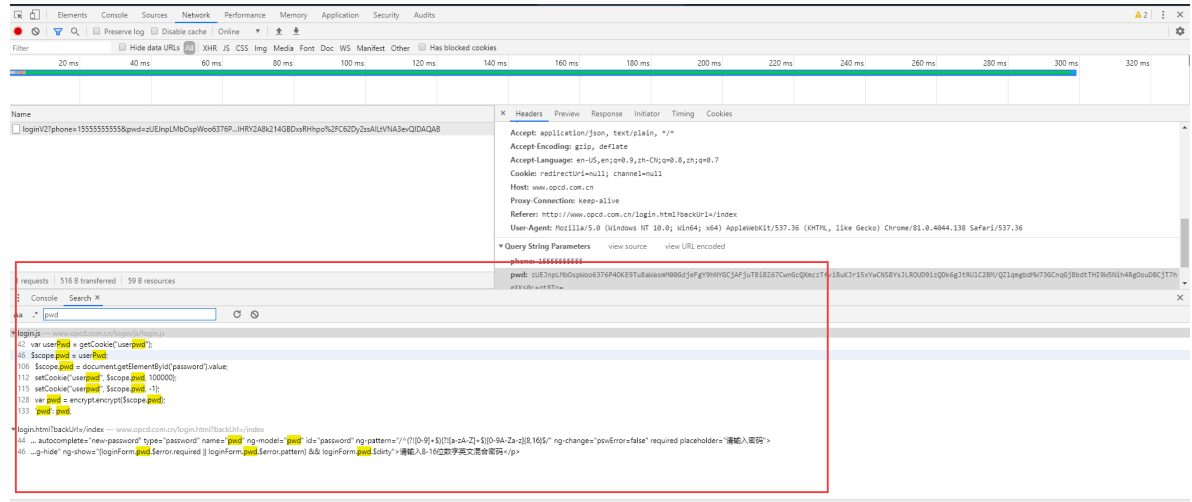 Elements Console Sources Network Performance Memory Application Security Audits 2
Preserve log Disable cache Online
Filter Hide data URLs All XHR JS CSS Img Media Font Doc WS Manifest Other Has blocked cookies
20 ms 40 ms 60 ms 80 ms 100 ms 120 ms 140 ms 160 ms 180 ms 200 ms 220 ms 240 ms 260 ms 280 ms 300 ms 320 ms
Name
Headers Preview Response Initiator Timing Cookies
Accept: application/json, text/plain, */*
Accept-Encoding: gzip, deflate
Accept-Language: en-US,en;q=0.9,zh-CN;q=0.8,zh;q=0.7
Cookie: redirectUri=null; channel=null
Host: www.opcd.com.cn
Proxy-Connection: keep-alive
Referer: http://www.opcd.com.cn/login.html?backUrl=/index
User-Agent: Mozilla/5.0 (Windows NT 10.0; Win64; x64) AppleWebKit/537.36 (KHTML, like Gecko) Chrome/81.0.4044.138 Safari/537.36
Query String Parameters view source view URL encoded
phone: 15555555555
pwd:
requests 516 B transferred 59 B resources
Console Search ×
Aa .* pwd
login.js — www.opcd.com.cn/login/js/login.js
42 var userPwd = getCookie("userpwd");
46 $scope.pwd = userPwd;
106 $scope.pwd = document.getElementById('password').value;
112 setCookie("userpwd", $scope.pwd, 100000);
115 setCookie("userpwd", $scope.pwd, -1);
128 var pwd = encrypt.encrypt($scope.pwd);
133 'pwd': pwd,
login.html?backUrl=/index — www.opcd.com.cn/login.html?backUrl=/index
44 ... autocomplete="new-password" type="password" name="pwd" ng-model="pwd" id="password" ng-pattern="/^(?![0-9]+$)(?![a-zA-Z]+$)[0-9A-Za-z]{8,16}$/" ng-change="pswError=false" required placeholder="请输入密码">
46 ...g-hide" ng-show="(loginForm.pwd.$error.required || loginForm.pwd.$error.pattern) && loginForm.pwd.$dirty">请输入8-16位数字英文混合密码</p>